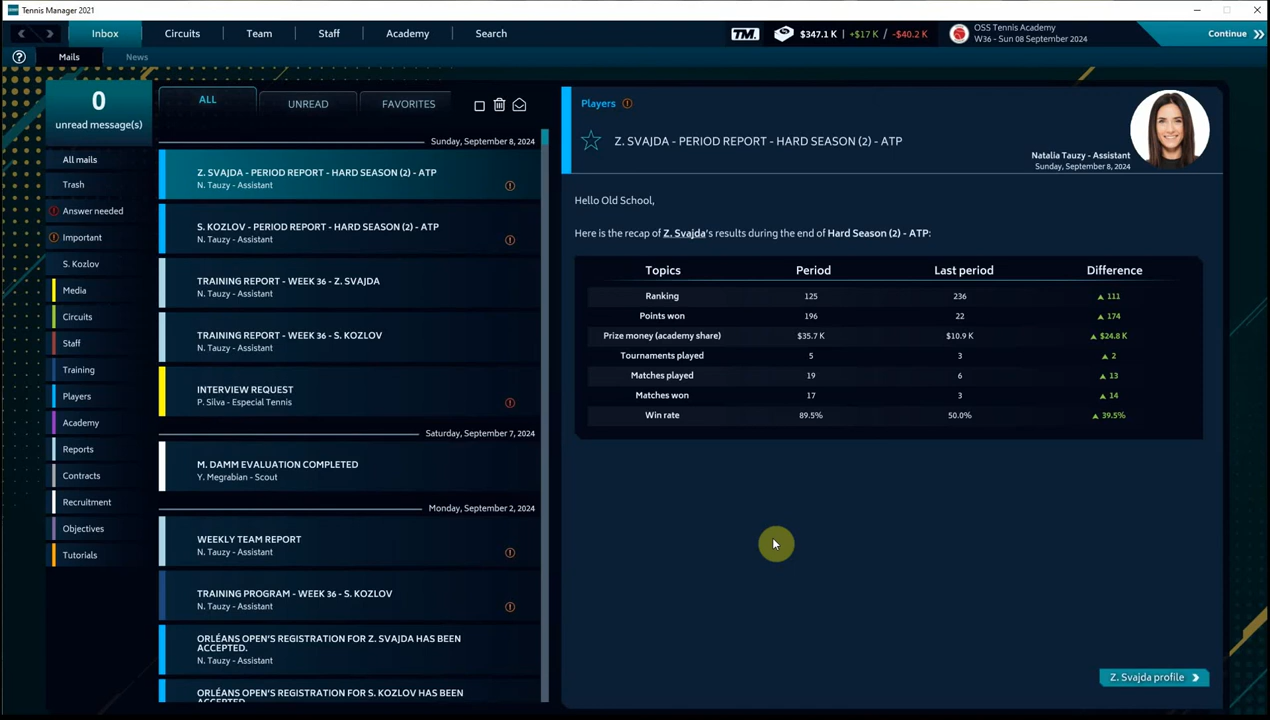 Tennis Manager 2021
Inbox
Circuits
Team
Staff
Academy
Search
TM.
$347.1 K
+$17 K / -$40.2 K
OSS Tennis Academy
W36 - Sun 08 September 2024
Continue
Mails
News
0
unread message(s)
All mails
Trash
Answer needed
Important
S. Kozlov
Media
Circuits
Staff
Training
Players
Academy
Reports
Contracts
Recruitment
Objectives
Tutorials
ALL
UNREAD
FAVORITES
Sunday, September 8, 2024
Z. SVAJDA - PERIOD REPORT - HARD SEASON (2) - ATP
N. Tauzy - Assistant
S. KOZLOV - PERIOD REPORT - HARD SEASON (2) - ATP
N. Tauzy - Assistant
TRAINING REPORT - WEEK 36 - Z. SVAJDA
N. Tauzy - Assistant
TRAINING REPORT - WEEK 36 - S. KOZLOV
N. Tauzy - Assistant
INTERVIEW REQUEST
P. Silva - Especial Tennis
Saturday, September 7, 2024
M. DAMM EVALUATION COMPLETED
Y. Megrabian - Scout
Monday, September 2, 2024
WEEKLY TEAM REPORT
N. Tauzy - Assistant
TRAINING PROGRAM - WEEK 36 - S. KOZLOV
N. Tauzy - Assistant
ORLÉANS OPEN'S REGISTRATION FOR Z. SVAJDA HAS BEEN
ACCEPTED.
N. Tauzy - Assistant
ORLÉANS OPEN'S REGISTRATION FOR S. KOZLOV HAS BEEN
ACCEPTED.
Players
Z. SVAJDA - PERIOD REPORT - HARD SEASON (2) - ATP
Natalia Tauzy - Assistant
Sunday, September 8, 2024
Hello Old School,
Here is the recap of Z. Svajda's results during the end of Hard Season (2) - ATP:
Topics Period Last period Difference
Ranking 125 236 111
Points won 196 22 174
Prize money (academy share) $35.7 K $10.9 K $24.8 K
Tournaments played 5 3 2
Matches played 19 6 13
Matches won 17 3 14
Win rate 89.5% 50.0% 39.5%
Z. Svajda profile